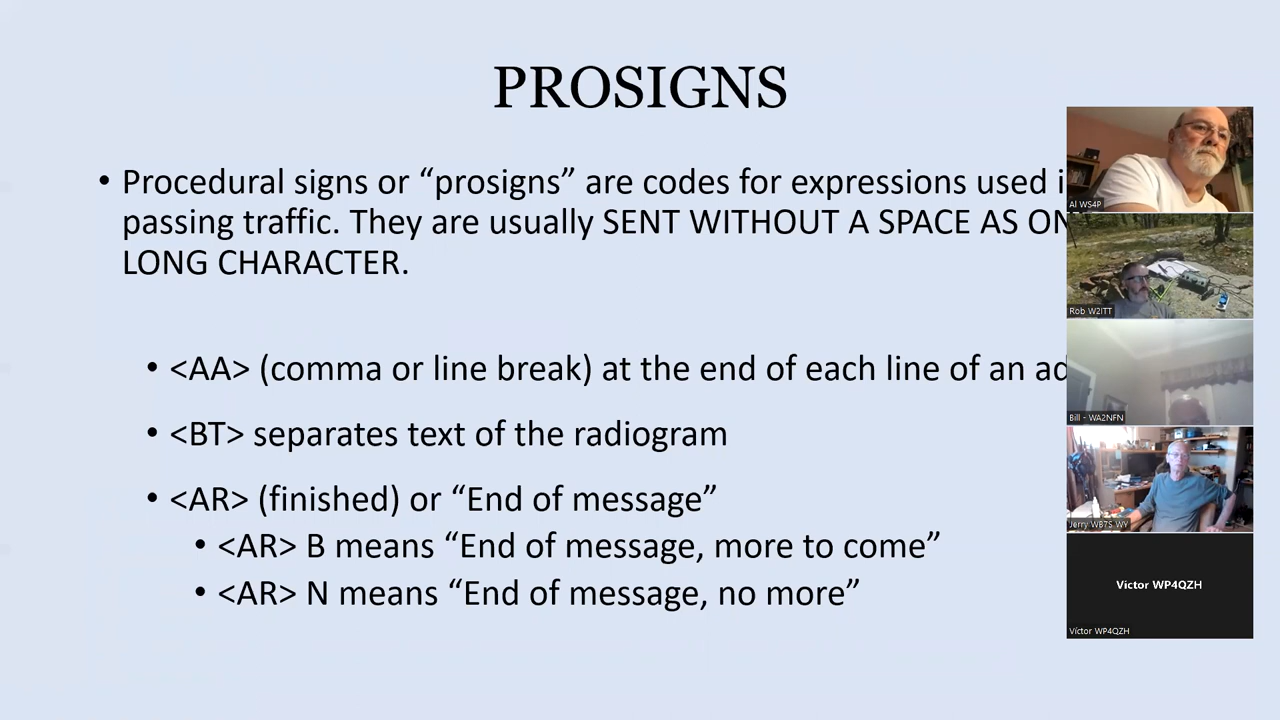 PROSIGNS
• Procedural signs or “prosigns” are codes for expressions used i
passing traffic. They are usually SENT WITHOUT A SPACE AS ON
LONG CHARACTER.
• <AA> (comma or line break) at the end of each line of an ad
• <BT> separates text of the radiogram
• <AR> (finished) or “End of message”
• <AR> B means “End of message, more to come”
• <AR> N means “End of message, no more”
Al WS4P
Rob W2ITT
Bill - WA2NFN
Jerry WB7S WY
Victor WP4QZH
Víctor WP4QZH